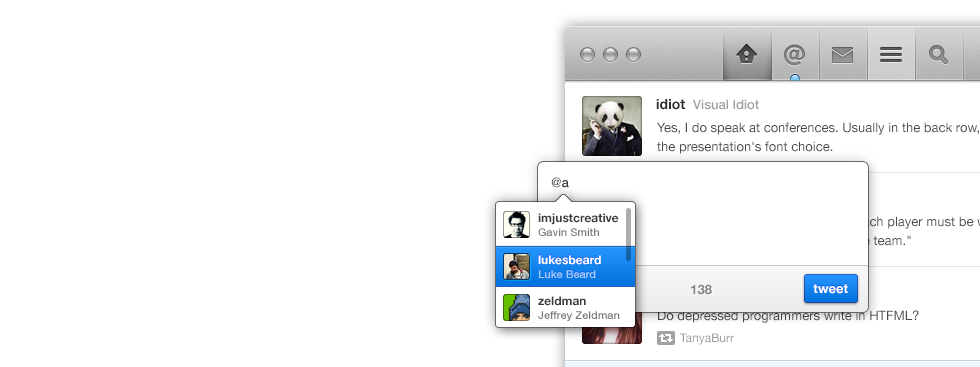 @
idiot Visual Idiot
Yes, I do speak at conferences. Usually in the back row,
the presentation's font choice.
@a
ch player must be
team."
imjustcreative
Gavin Smith
lukesbeard
Luke Beard
zeldman
Jeffrey Zeldman
138
tweet
Do depressed programmers write in HTFML?
TanyaBurr